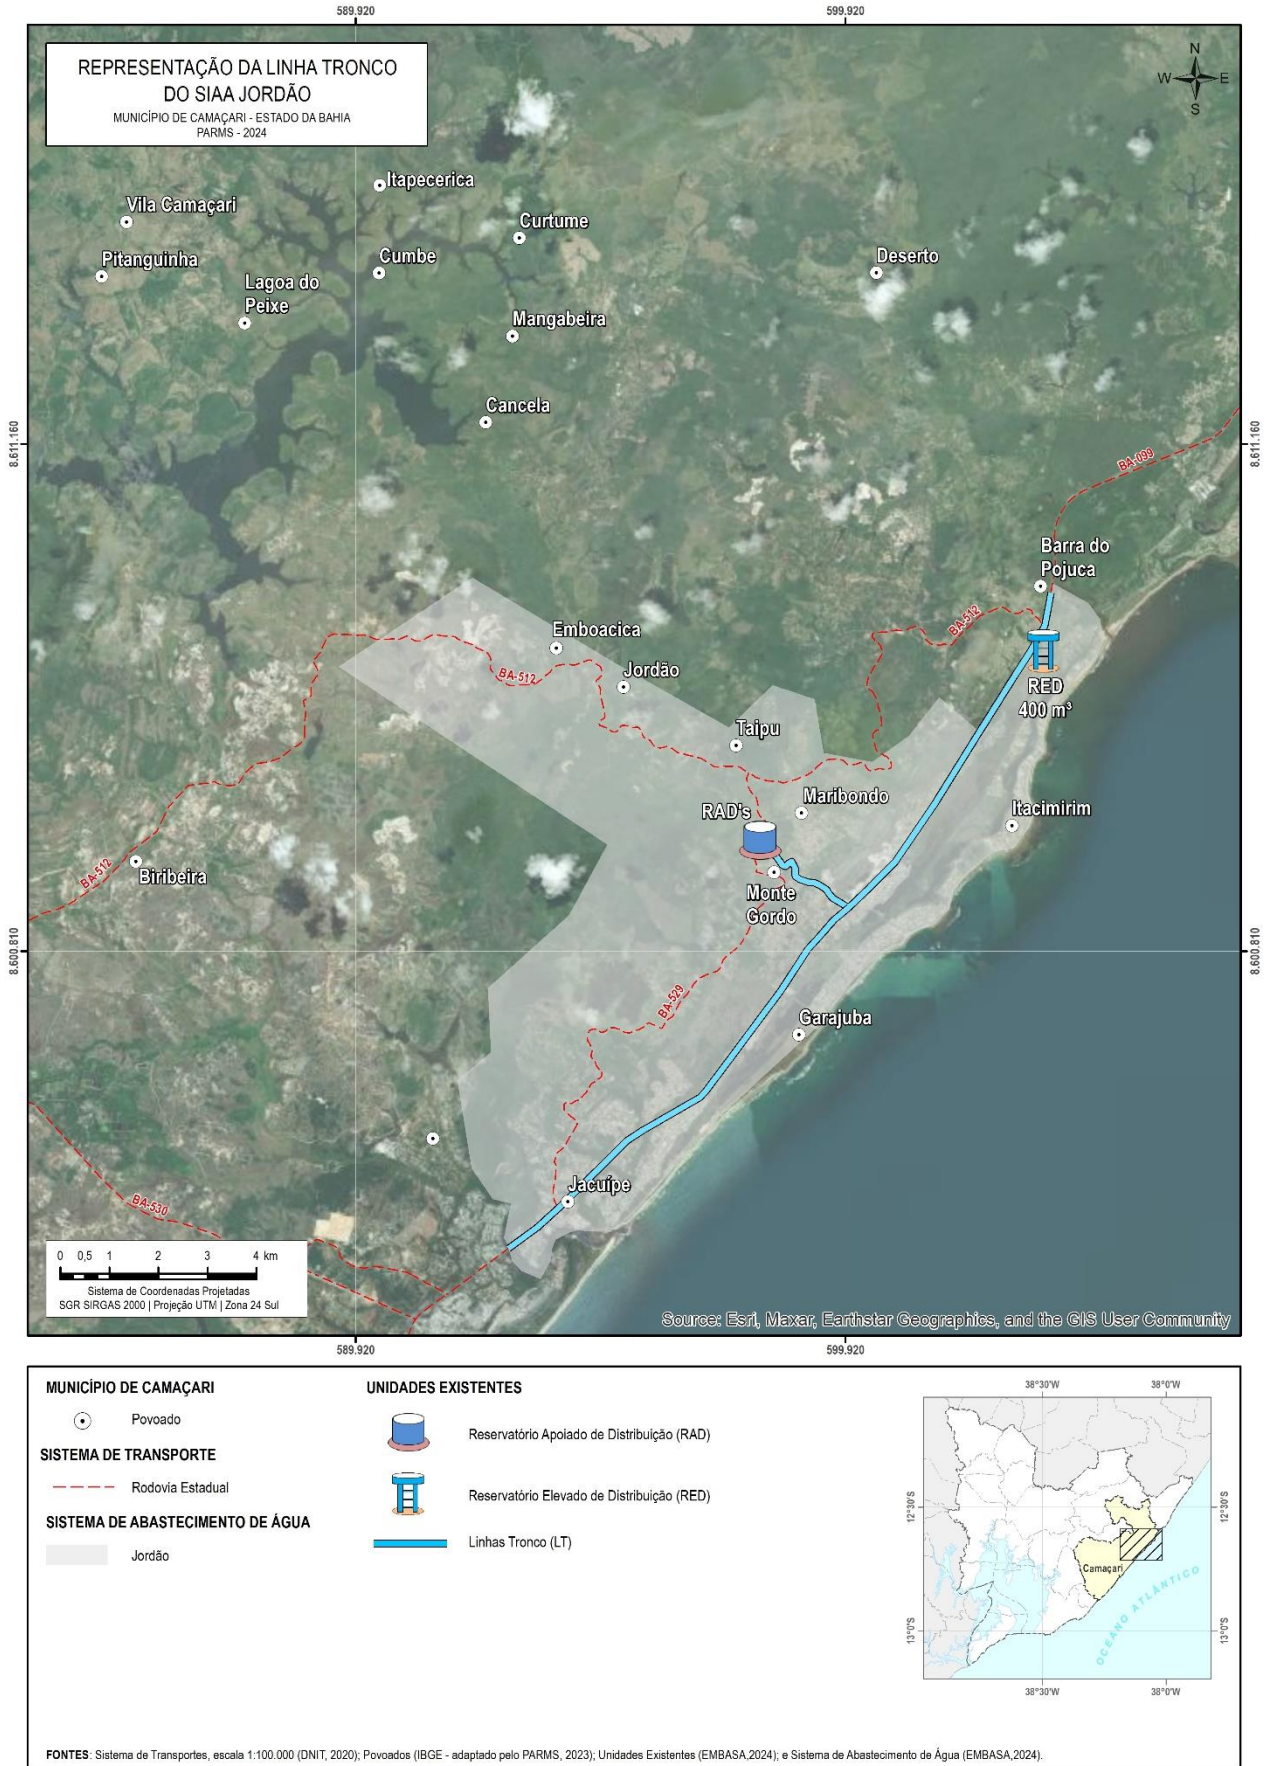 589.920
599.920
REPRESENTAÇÃO DA LINHA TRONCO
DO SIAA JORDÃO
MUNICÍPIO DE CAMAÇARI - ESTADO DA BAHIA
PARMS - 2024
N
W
E
S
Itapecerica
Vila Camaçari
Curtume
Pitanguinha
Cumbe
Deserto
Lagoa do
Peixe
Mangabeira
Cancela
8.611.160
8.611.160
BA-099
Barra do
Pojuca
BA-512
Emboacica
BA-512
Jordão
RED
400 m³
Taipu
Maribondo
RAD's
Itacimirim
BA-512
Biribeira
Monte
Gordo
8.600.810
8.600.810
BA-529
Garajuba
Jacuípe
BA-530
0 0,5 1 2 3 4 km
Sistema de Coordenadas Projetadas
SGR SIRGAS 2000 | Projeção UTM | Zona 24 Sul
Source: Esri, Maxar, Earthstar Geographics, and the GIS User Community
589.920
599.920
MUNICÍPIO DE CAMAÇARI
Povoado
SISTEMA DE TRANSPORTE
Rodovia Estadual
SISTEMA DE ABASTECIMENTO DE ÁGUA
Jordão
UNIDADES EXISTENTES
Reservatório Apoiado de Distribuição (RAD)
Reservatório Elevado de Distribuição (RED)
Linhas Tronco (LT)
38°30'W
38°0'W
12°30'S
12°30'S
Camaçari
OCEANO ATLÂNTICO
13°0'S
13°0'S
38°30'W
38°0'W
FONTES: Sistema de Transportes, escala 1:100.000 (DNIT, 2020); Povoados (IBGE - adaptado pelo PARMS, 2023); Unidades Existentes (EMBASA,2024); e Sistema de Abastecimento de Água (EMBASA,2024).